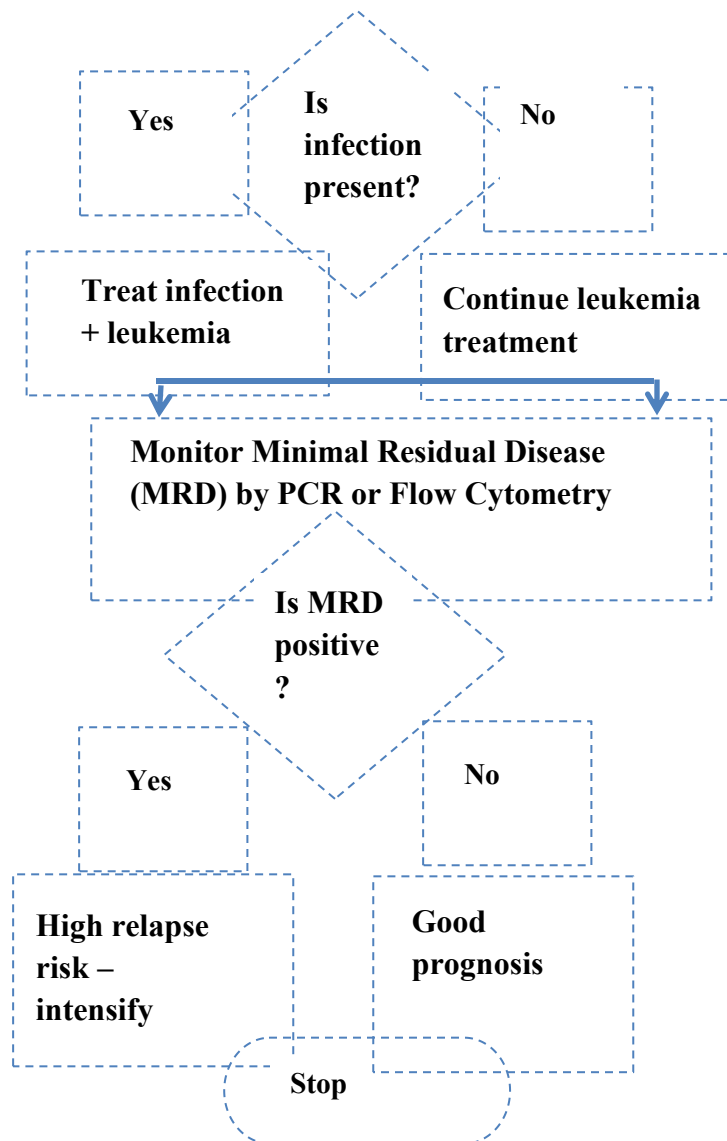 Yes
Is
infection
present?
No
Treat infection
+ leukemia
Continue leukemia
treatment
Monitor Minimal Residual Disease
(MRD) by PCR or Flow Cytometry
Is MRD
positive
?
Yes
No
High relapse
risk –
intensify
Good
prognosis
Stop